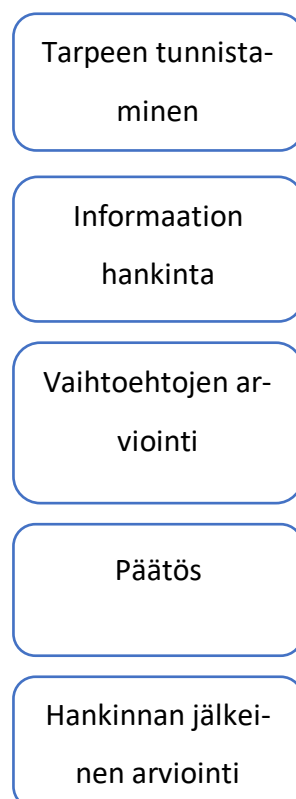 Tarpeen tunnista-
minen
Informaation
hankinta
Vaihtoehtojen ar-
viointi
Päätös
Hankinnan jälkei-
nen arviointi